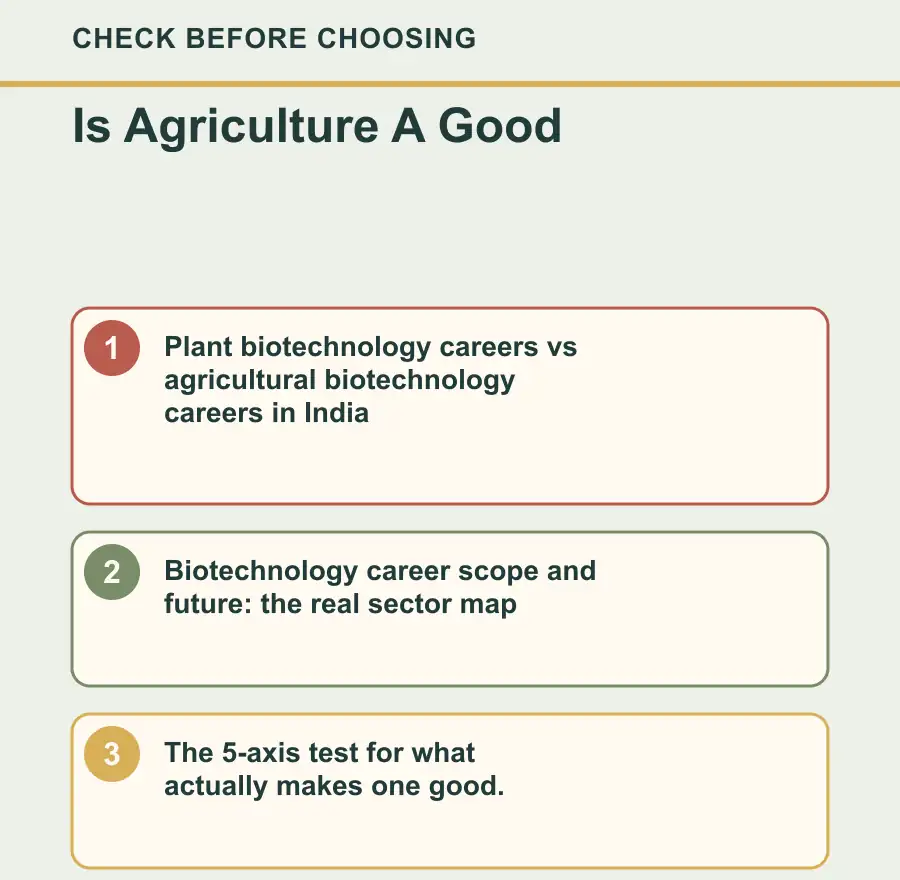 CHECK BEFORE CHOOSING
Is Agriculture A Good
1
Plant biotechnology careers vs
agricultural biotechnology
careers in India
2
Biotechnology career scope and
future: the real sector map
3
The 5-axis test for what
actually makes one good.